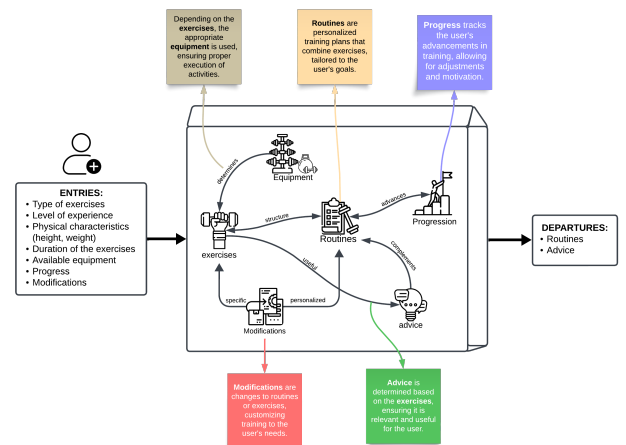 Depending on the
exercises, the
appropriate
equipment is used,
ensuring proper
execution of
activities.
Routines are
personalized
training plans that
combine exercises,
tailored to the
user's goals.
Progress tracks
the user's
advancements in
training, allowing
for adjustments
and motivation.
ENTRIES:
• Type of exercises
• Level of experience
• Physical characteristics
(height, weight)
• Duration of the exercises
• Available equipment
• Progress
• Modifications
determines
Equipment
exercises
structure
Routines
advances
Progression
useful
complements
advice
specific
personalized
Modifications
DEPARTURES:
• Routines
• Advice
Modifications are
changes to routines
or exercises,
customizing
training to the
user's needs.
Advice is
determined based
on the exercises,
ensuring it is
relevant and useful
for the user.